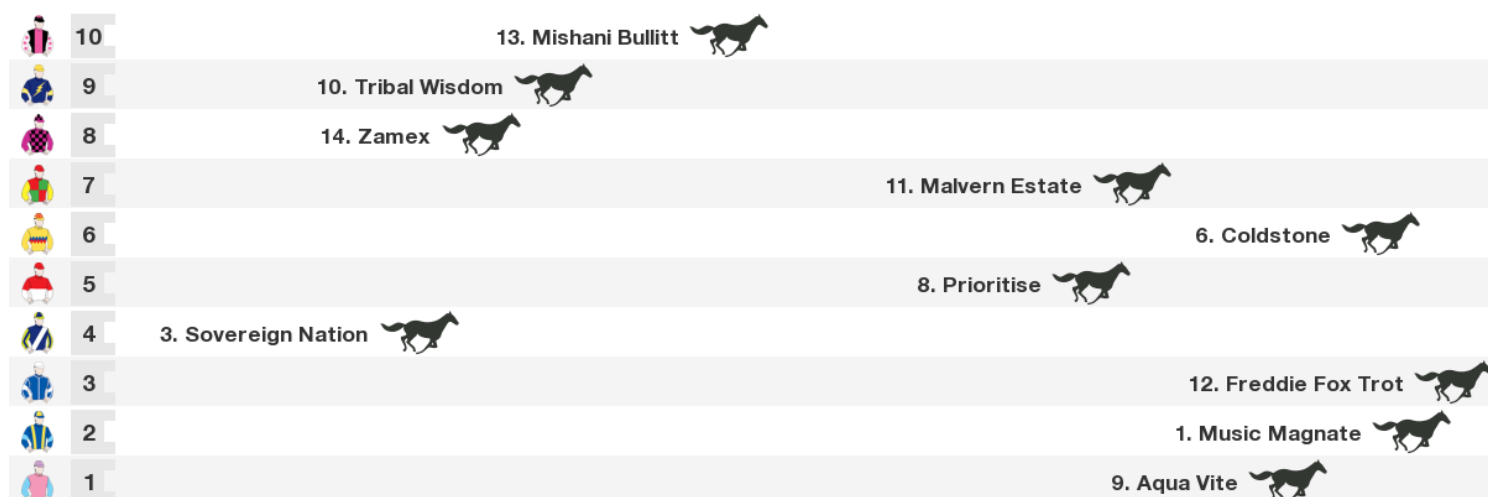 10 13. Mishani Bullitt
9 10. Tribal Wisdom
8 14. Zamex
7 11. Malvern Estate
6 6. Coldstone
5 8. Prioritise
4 3. Sovereign Nation
3 12. Freddie Fox Trot
2 1. Music Magnate
1 9. Aqua Vite